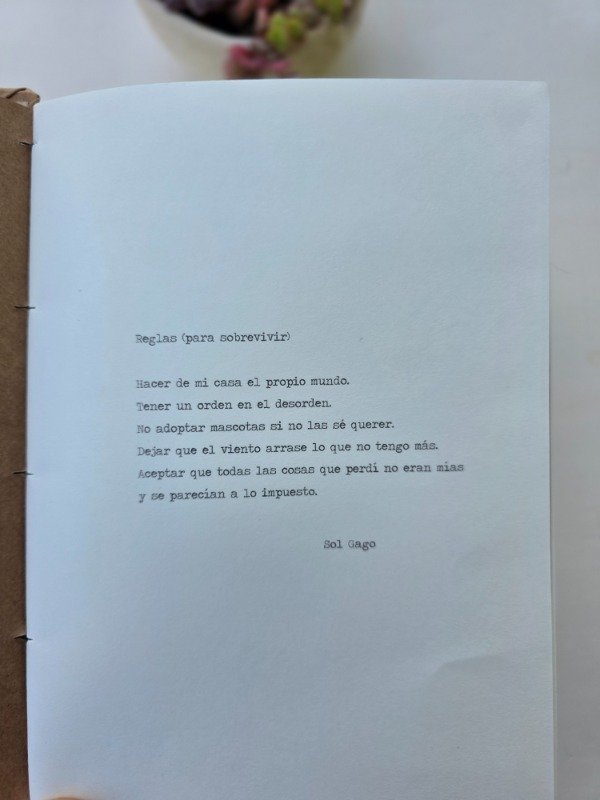 Reglas (para sobrevivir)
Hacer de mi casa el propio mundo.
Tener un orden en el desorden.
No adoptar mascotas si no las sé querer.
Dejar que el viento arrase lo que no tengo más.
Aceptar que todas las cosas que perdí no eran mías
y se parecían a lo impuesto.
Sol Gago